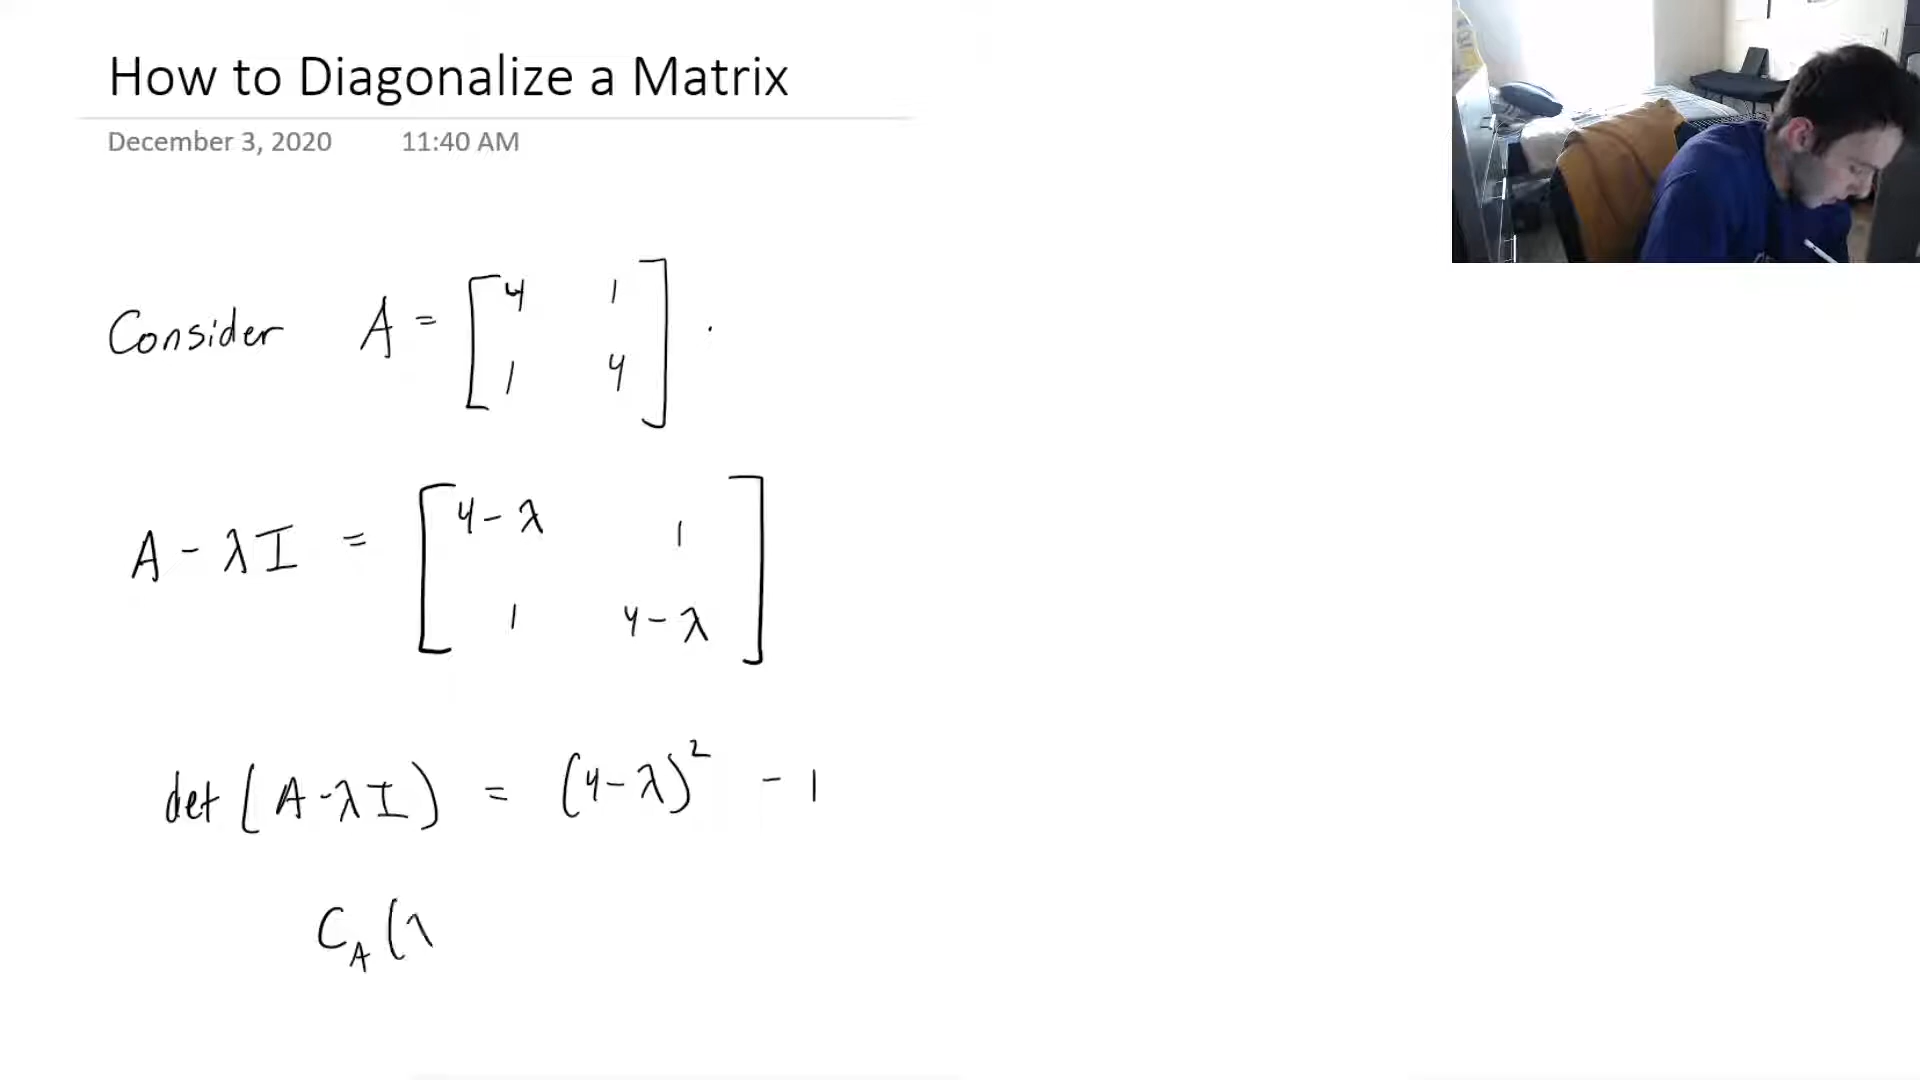 How to Diagonalize a Matrix
December 3, 2020 11:40 AM
Consider A = [4 1
1 4] .
A - λI = [4-λ 1
1 4-λ]
det(A-λI) = (4-λ)² - 1
C_A(λ